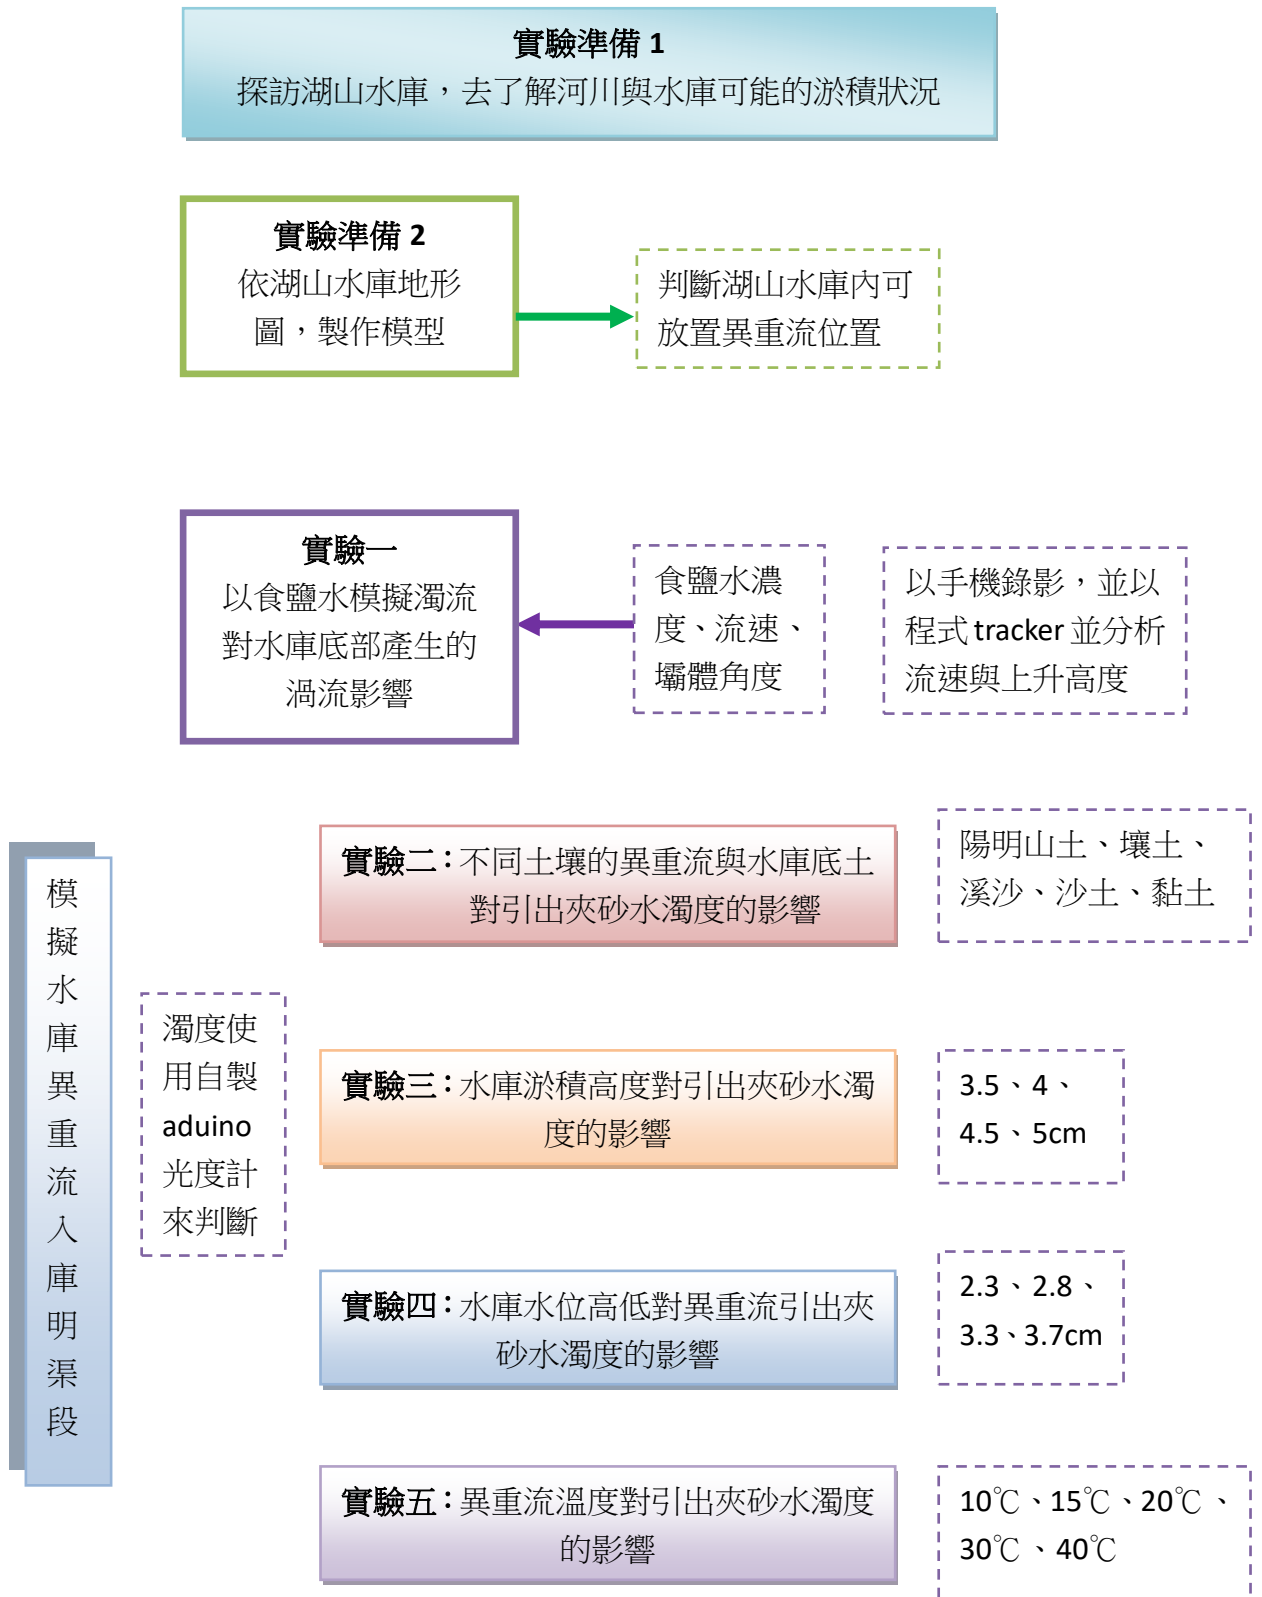 實驗準備 1
探訪湖山水庫，去了解河川與水庫可能的淤積狀況
實驗準備 2
依湖山水庫地形
圖，製作模型
判斷湖山水庫內可
放置異重流位置
實驗一
以食鹽水模擬濁流
對水庫底部產生的
渦流影響
食鹽水濃
度、流速、
壩體角度
以手機錄影，並以
程式 tracker 並分析
流速與上升高度
模
擬
水
庫
異
重
流
入
庫
明
渠
段
濁度使
用自製
aduino
光度計
來判斷
實驗二：不同土壤的異重流與水庫底土
對引出夾砂水濁度的影響
陽明山土、壤土、
溪沙、沙土、黏土
實驗三：水庫淤積高度對引出夾砂水濁
度的影響
3.5、4、
4.5、5cm
實驗四：水庫水位高低對異重流引出夾
砂水濁度的影響
2.3、2.8、
3.3、3.7cm
實驗五：異重流溫度對引出夾砂水濁度
的影響
10℃、15℃、20℃、
30℃、40℃